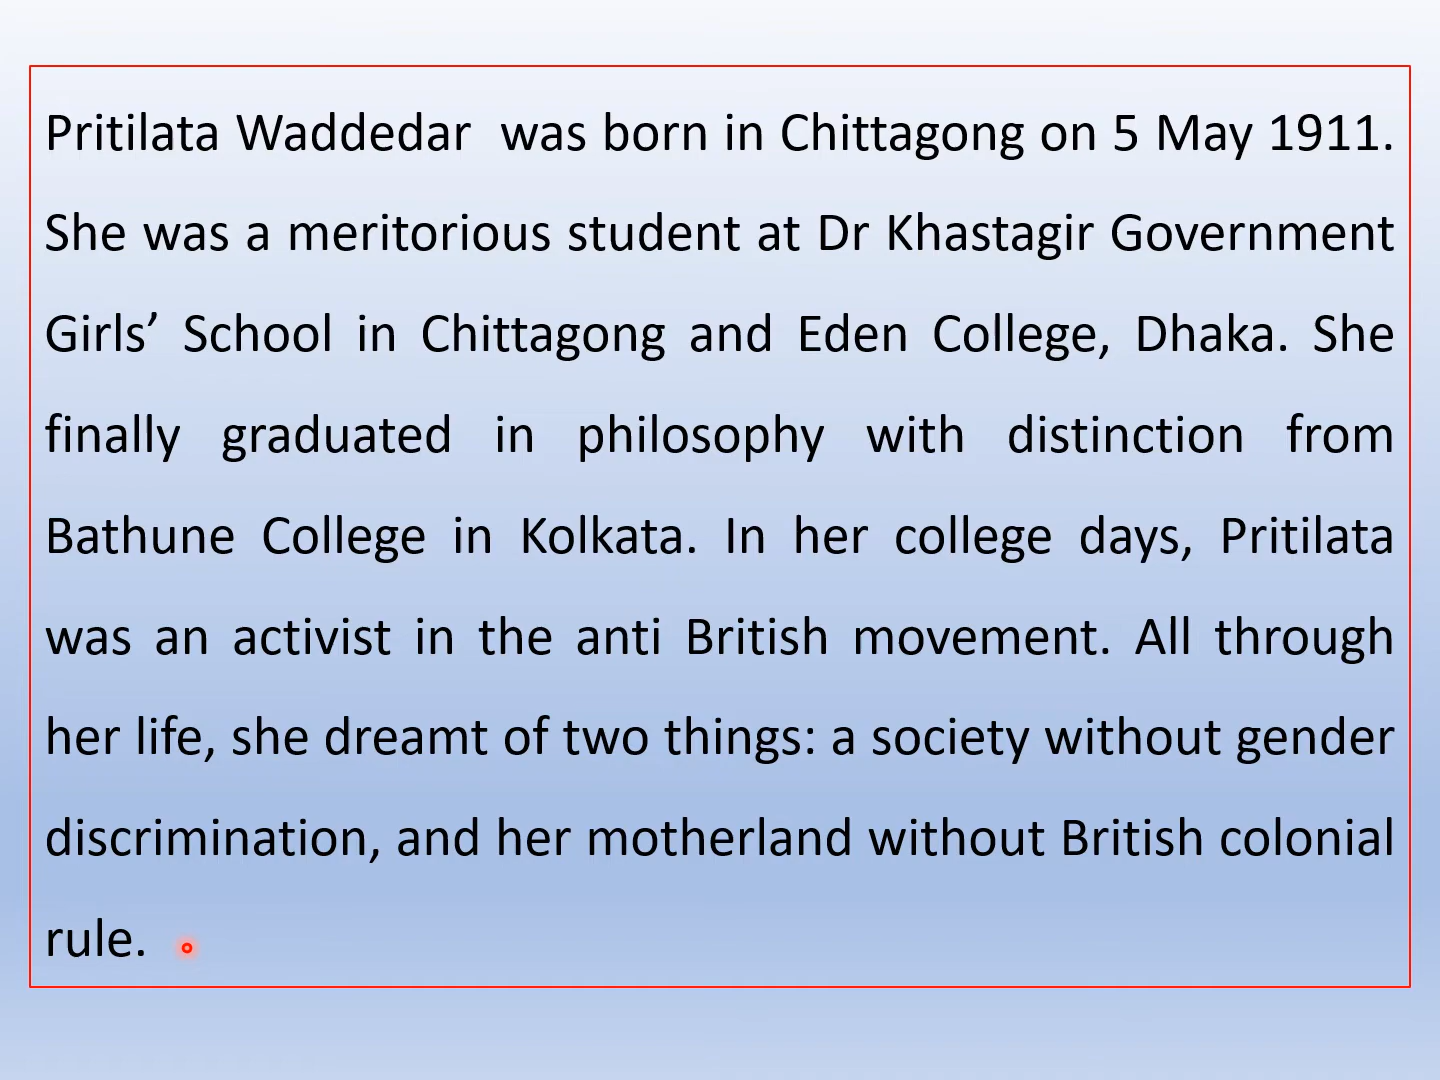 Pritilata Waddedar  was born in Chittagong on 5 May 1911.
She was a meritorious student at Dr Khastagir Government
Girls’ School in Chittagong and Eden College, Dhaka. She
finally graduated in philosophy with distinction from
Bathune College in Kolkata. In her college days, Pritilata
was an activist in the anti British movement. All through
her life, she dreamt of two things: a society without gender
discrimination, and her motherland without British colonial
rule.